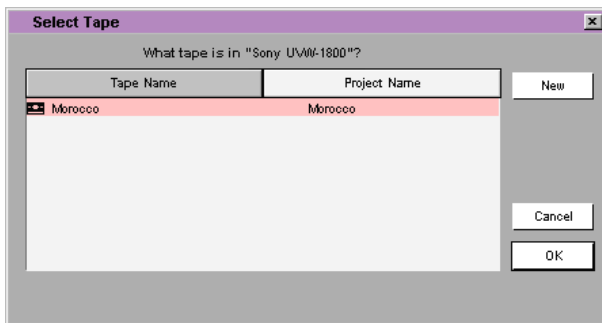 Select Tape
What tape is in "Sony UVW-1800"?
Tape Name Project Name
Morocco Morocco
New
Cancel
OK